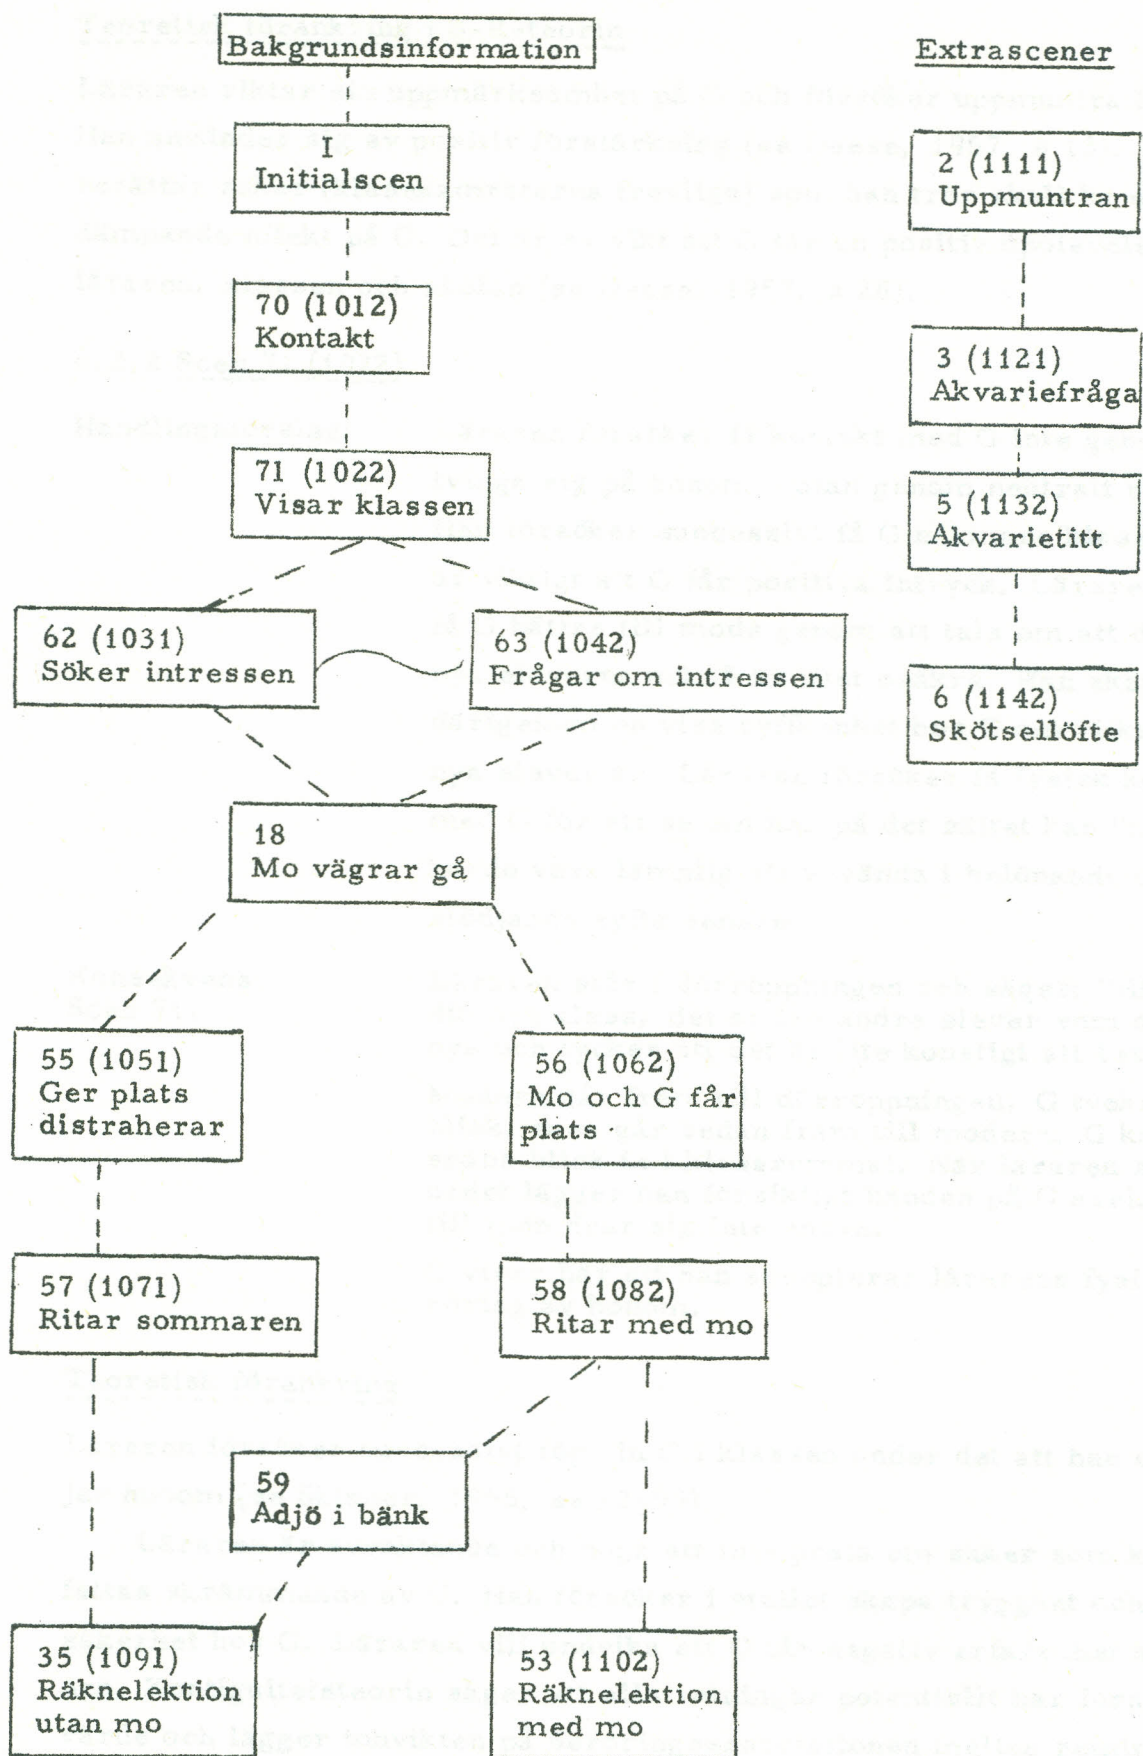 Bakgrundsinformation
I
Initialscen
70 (1012)
Kontakt
71 (1022)
Visar klassen
62 (1031)
Söker intressen
63 (1042)
Frågar om intressen
18
Mo vägrar gå
55 (1051)
Ger plats
distraherar
56 (1062)
Mo och G får
plats
57 (1071)
Ritar sommaren
58 (1082)
Ritar med mo
59
Adjö i bänk
35 (1091)
Räknelektion
utan mo
53 (1102)
Räknelektion
med mo
Extrascener
2 (1111)
Uppmuntran
3 (1121)
Akvariefråga
5 (1132)
Akvarietitt
6 (1142)
Skötsellöfte